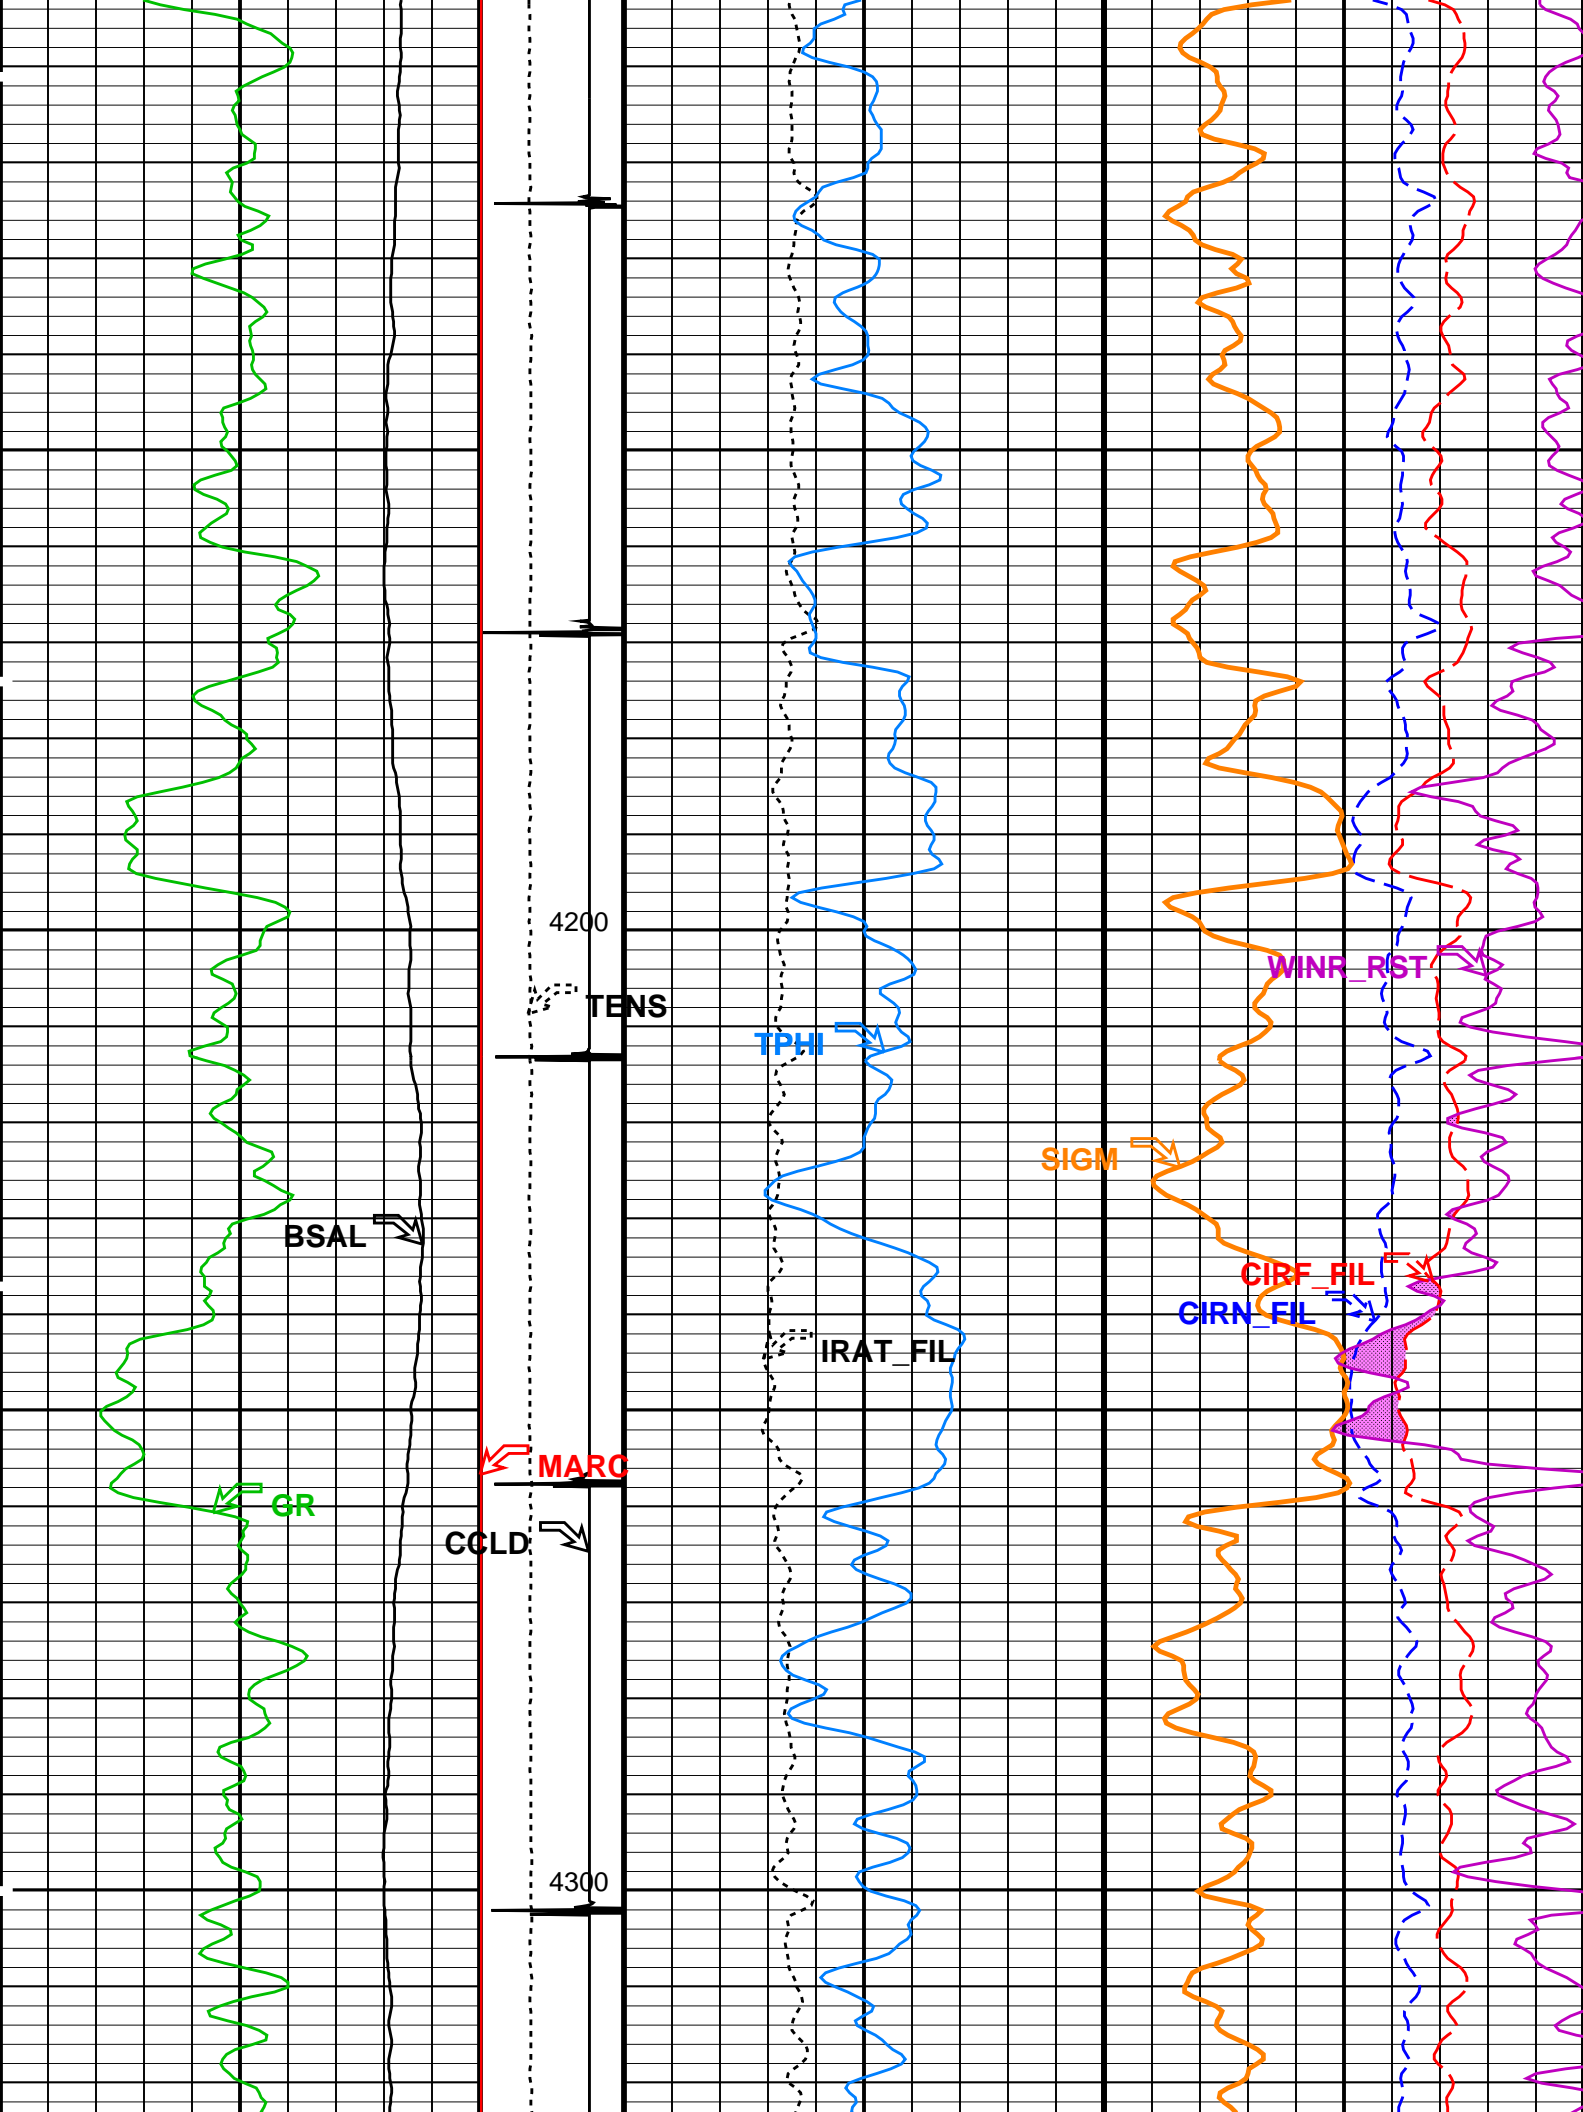 4200
WINR_RST
TENS
TPHI
SIGM
BSAL
CIRF_FIL
CIRN_FIL
IRAT_FIL
MARC
GR
CCLD
4300